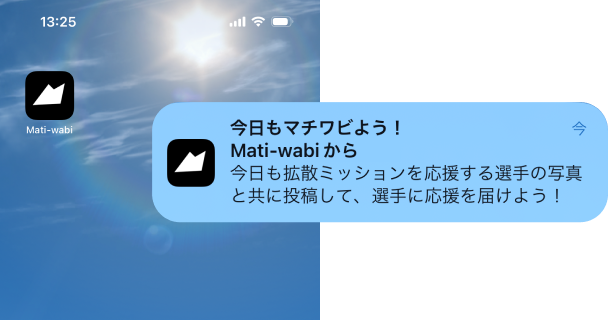 13:25
Mati-wabi
今日もマチワビよう！
今
Mati-wabi から
今日も拡散ミッションを応援する選手の写真
と共に投稿して、選手に応援を届けよう！